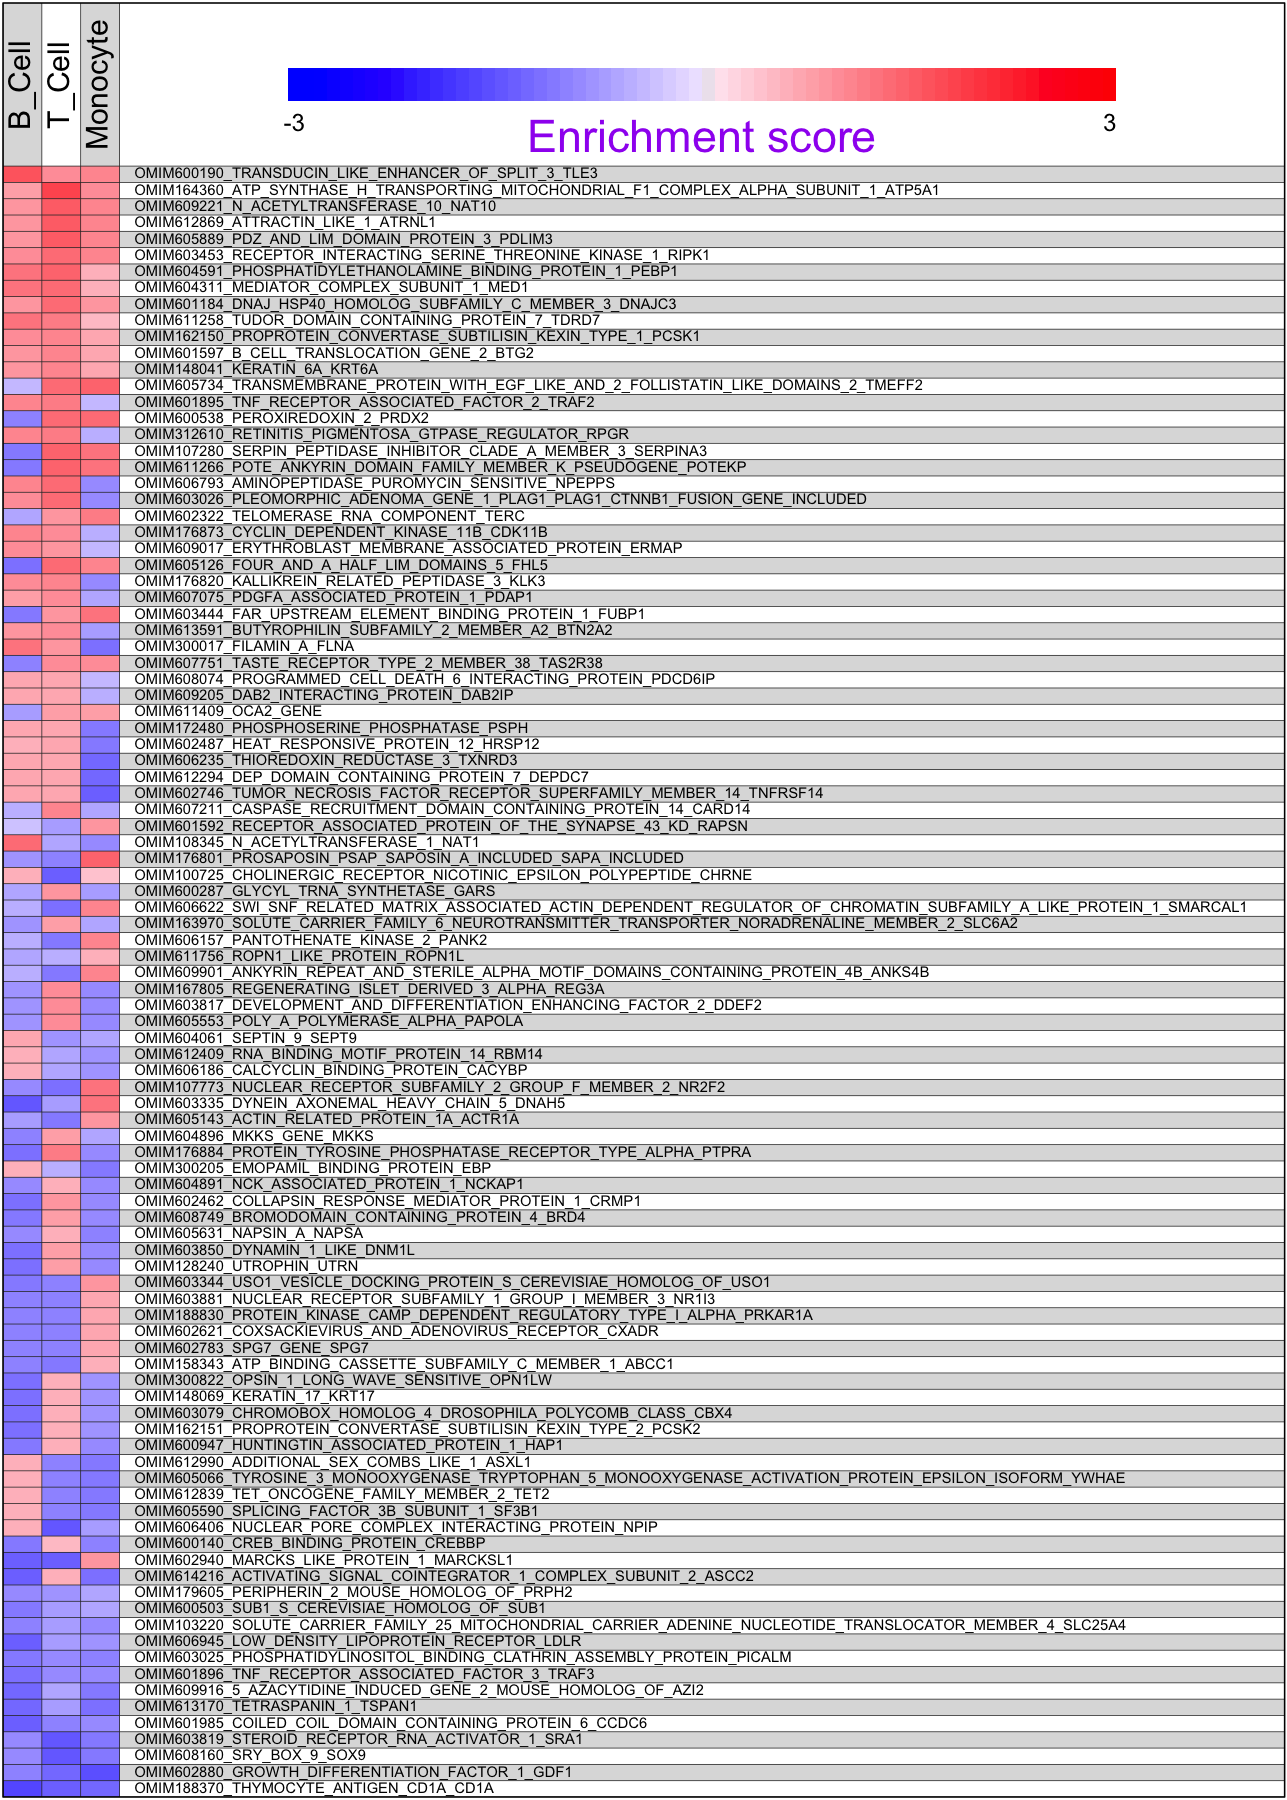 B_Cell
T_Cell
Monocyte
-3
3
Enrichment score
OMIM600190_TRANSDUCIN_LIKE_ENHANCER_OF_SPLIT_3_TLE3
OMIM164360_ATP_SYNTHASE_H_TRANSPORTING_MITOCHONDRIAL_F1_COMPLEX_ALPHA_SUBUNIT_1_ATP5A1
OMIM609221_N_ACETYLTRANSFERASE_10_NAT10
OMIM612869_ATTRACTIN_LIKE_1_ATRNL1
OMIM605889_PDZ_AND_LIM_DOMAIN_PROTEIN_3_PDLIM3
OMIM603453_RECEPTOR_INTERACTING_SERINE_THREONINE_KINASE_1_RIPK1
OMIM604591_PHOSPHATIDYLETHANOLAMINE_BINDING_PROTEIN_1_PEBP1
OMIM604311_MEDIATOR_COMPLEX_SUBUNIT_1_MED1
OMIM601184_DNAJ_HSP40_HOMOLOG_SUBFAMILY_C_MEMBER_3_DNAJC3
OMIM611258_TUDOR_DOMAIN_CONTAINING_PROTEIN_7_TDRD7
OMIM162150_PROPROTEIN_CONVERTASE_SUBTILISIN_KEXIN_TYPE_1_PCSK1
OMIM601597_B_CELL_TRANSLOCATION_GENE_2_BTG2
OMIM148041_KERATIN_6A_KRT6A
OMIM605734_TRANSMEMBRANE_PROTEIN_WITH_EGF_LIKE_AND_2_FOLLISTATIN_LIKE_DOMAINS_2_TMEFF2
OMIM601895_TNF_RECEPTOR_ASSOCIATED_FACTOR_2_TRAF2
OMIM600538_PEROXIREDOXIN_2_PRDX2
OMIM312610_RETINITIS_PIGMENTOSA_GTPASE_REGULATOR_RPGR
OMIM107280_SERPIN_PEPTIDASE_INHIBITOR_CLADE_A_MEMBER_3_SERPINA3
OMIM611266_POTE_ANKYRIN_DOMAIN_FAMILY_MEMBER_K_PSEUDOGENE_POTEKP
OMIM606793_AMINOPEPTIDASE_PUROMYCIN_SENSITIVE_NPEPPS
OMIM603026_PLEOMORPHIC_ADENOMA_GENE_1_PLAG1_PLAG1_CTNNB1_FUSION_GENE_INCLUDED
OMIM602322_TELOMERASE_RNA_COMPONENT_TERC
OMIM176873_CYCLIN_DEPENDENT_KINASE_11B_CDK11B
OMIM609017_ERYTHROBLAST_MEMBRANE_ASSOCIATED_PROTEIN_ERMAP
OMIM605126_FOUR_AND_A_HALF_LIM_DOMAINS_5_FHL5
OMIM176820_KALLIKREIN_RELATED_PEPTIDASE_3_KLK3
OMIM607075_PDGFA_ASSOCIATED_PROTEIN_1_PDAP1
OMIM603444_FAR_UPSTREAM_ELEMENT_BINDING_PROTEIN_1_FUBP1
OMIM613591_BUTYROPHILIN_SUBFAMILY_2_MEMBER_A2_BTN2A2
OMIM300017_FILAMIN_A_FLNA
OMIM607751_TASTE_RECEPTOR_TYPE_2_MEMBER_38_TAS2R38
OMIM608074_PROGRAMMED_CELL_DEATH_6_INTERACTING_PROTEIN_PDCD6IP
OMIM609205_DAB2_INTERACTING_PROTEIN_DAB2IP
OMIM611409_OCA2_GENE
OMIM172480_PHOSPHOSERINE_PHOSPHATASE_PSPH
OMIM602487_HEAT_RESPONSIVE_PROTEIN_12_HRSP12
OMIM606235_THIOREDOXIN_REDUCTASE_3_TXNRD3
OMIM612294_DEP_DOMAIN_CONTAINING_PROTEIN_7_DEPDC7
OMIM602746_TUMOR_NECROSIS_FACTOR_RECEPTOR_SUPERFAMILY_MEMBER_14_TNFRSF14
OMIM607211_CASPASE_RECRUITMENT_DOMAIN_CONTAINING_PROTEIN_14_CARD14
OMIM601592_RECEPTOR_ASSOCIATED_PROTEIN_OF_THE_SYNAPSE_43_KD_RAPSN
OMIM108345_N_ACETYLTRANSFERASE_1_NAT1
OMIM176801_PROSAPOSIN_PSAP_SAPOSIN_A_INCLUDED_SAPA_INCLUDED
OMIM100725_CHOLINERGIC_RECEPTOR_NICOTINIC_EPSILON_POLYPEPTIDE_CHRNE
OMIM600287_GLYCYL_TRNA_SYNTHETASE_GARS
OMIM606622_SWI_SNF_RELATED_MATRIX_ASSOCIATED_ACTIN_DEPENDENT_REGULATOR_OF_CHROMATIN_SUBFAMILY_A_LIKE_PROTEIN_1_SMARCAL1
OMIM163970_SOLUTE_CARRIER_FAMILY_6_NEUROTRANSMITTER_TRANSPORTER_NORADRENALINE_MEMBER_2_SLC6A2
OMIM606157_PANTOTHENATE_KINASE_2_PANK2
OMIM611756_ROPN1_LIKE_PROTEIN_ROPN1L
OMIM609901_ANKYRIN_REPEAT_AND_STERILE_ALPHA_MOTIF_DOMAINS_CONTAINING_PROTEIN_4B_ANKS4B
OMIM167805_REGENERATING_ISLET_DERIVED_3_ALPHA_REG3A
OMIM603817_DEVELOPMENT_AND_DIFFERENTIATION_ENHANCING_FACTOR_2_DDEF2
OMIM605553_POLY_A_POLYMERASE_ALPHA_PAPOLA
OMIM604061_SEPTIN_9_SEPT9
OMIM612409_RNA_BINDING_MOTIF_PROTEIN_14_RBM14
OMIM606186_CALCYCLIN_BINDING_PROTEIN_CACYBP
OMIM107773_NUCLEAR_RECEPTOR_SUBFAMILY_2_GROUP_F_MEMBER_2_NR2F2
OMIM603335_DYNEIN_AXONEMAL_HEAVY_CHAIN_5_DNAH5
OMIM605143_ACTIN_RELATED_PROTEIN_1A_ACTR1A
OMIM604896_MKKS_GENE_MKKS
OMIM176884_PROTEIN_TYROSINE_PHOSPHATASE_RECEPTOR_TYPE_ALPHA_PTPRA
OMIM300205_EMOPAMIL_BINDING_PROTEIN_EBP
OMIM604891_NCK_ASSOCIATED_PROTEIN_1_NCKAP1
OMIM602462_COLLAPSIN_RESPONSE_MEDIATOR_PROTEIN_1_CRMP1
OMIM608749_BROMODOMAIN_CONTAINING_PROTEIN_4_BRD4
OMIM605631_NAPSIN_A_NAPSA
OMIM603850_DYNAMIN_1_LIKE_DNM1L
OMIM128240_UTROPHIN_UTRN
OMIM603344_USO1_VESICLE_DOCKING_PROTEIN_S_CEREVISIAE_HOMOLOG_OF_USO1
OMIM603881_NUCLEAR_RECEPTOR_SUBFAMILY_1_GROUP_I_MEMBER_3_NR1I3
OMIM188830_PROTEIN_KINASE_CAMP_DEPENDENT_REGULATORY_TYPE_I_ALPHA_PRKAR1A
OMIM602621_COXSACKIEVIRUS_AND_ADENOVIRUS_RECEPTOR_CXADR
OMIM602783_SPG7_GENE_SPG7
OMIM158343_ATP_BINDING_CASSETTE_SUBFAMILY_C_MEMBER_1_ABCC1
OMIM300822_OPSIN_1_LONG_WAVE_SENSITIVE_OPN1LW
OMIM148069_KERATIN_17_KRT17
OMIM603079_CHROMOBOX_HOMOLOG_4_DROSOPHILA_POLYCOMB_CLASS_CBX4
OMIM162151_PROPROTEIN_CONVERTASE_SUBTILISIN_KEXIN_TYPE_2_PCSK2
OMIM600947_HUNTINGTIN_ASSOCIATED_PROTEIN_1_HAP1
OMIM612990_ADDITIONAL_SEX_COMBS_LIKE_1_ASXL1
OMIM605066_TYROSINE_3_MONOOXYGENASE_TRYPTOPHAN_5_MONOOXYGENASE_ACTIVATION_PROTEIN_EPSILON_ISOFORM_YWHAE
OMIM612839_TET_ONCOGENE_FAMILY_MEMBER_2_TET2
OMIM605590_SPLICING_FACTOR_3B_SUBUNIT_1_SF3B1
OMIM606406_NUCLEAR_PORE_COMPLEX_INTERACTING_PROTEIN_NPIP
OMIM600140_CREB_BINDING_PROTEIN_CREBBP
OMIM602940_MARCKS_LIKE_PROTEIN_1_MARCKSL1
OMIM614216_ACTIVATING_SIGNAL_COINTEGRATOR_1_COMPLEX_SUBUNIT_2_ASCC2
OMIM179605_PERIPHERIN_2_MOUSE_HOMOLOG_OF_PRPH2
OMIM600503_SUB1_S_CEREVISIAE_HOMOLOG_OF_SUB1
OMIM103220_SOLUTE_CARRIER_FAMILY_25_MITOCHONDRIAL_CARRIER_ADENINE_NUCLEOTIDE_TRANSLOCATOR_MEMBER_4_SLC25A4
OMIM606945_LOW_DENSITY_LIPOPROTEIN_RECEPTOR_LDLR
OMIM603025_PHOSPHATIDYLINOSITOL_BINDING_CLATHRIN_ASSEMBLY_PROTEIN_PICALM
OMIM601896_TNF_RECEPTOR_ASSOCIATED_FACTOR_3_TRAF3
OMIM609916_5_AZACYTIDINE_INDUCED_GENE_2_MOUSE_HOMOLOG_OF_AZI2
OMIM613170_TETRASPANIN_1_TSPAN1
OMIM601985_COILED_COIL_DOMAIN_CONTAINING_PROTEIN_6_CCDC6
OMIM603819_STEROID_RECEPTOR_RNA_ACTIVATOR_1_SRA1
OMIM608160_SRY_BOX_9_SOX9
OMIM602880_GROWTH_DIFFERENTIATION_FACTOR_1_GDF1
OMIM188370_THYMOCYTE_ANTIGEN_CD1A_CD1A